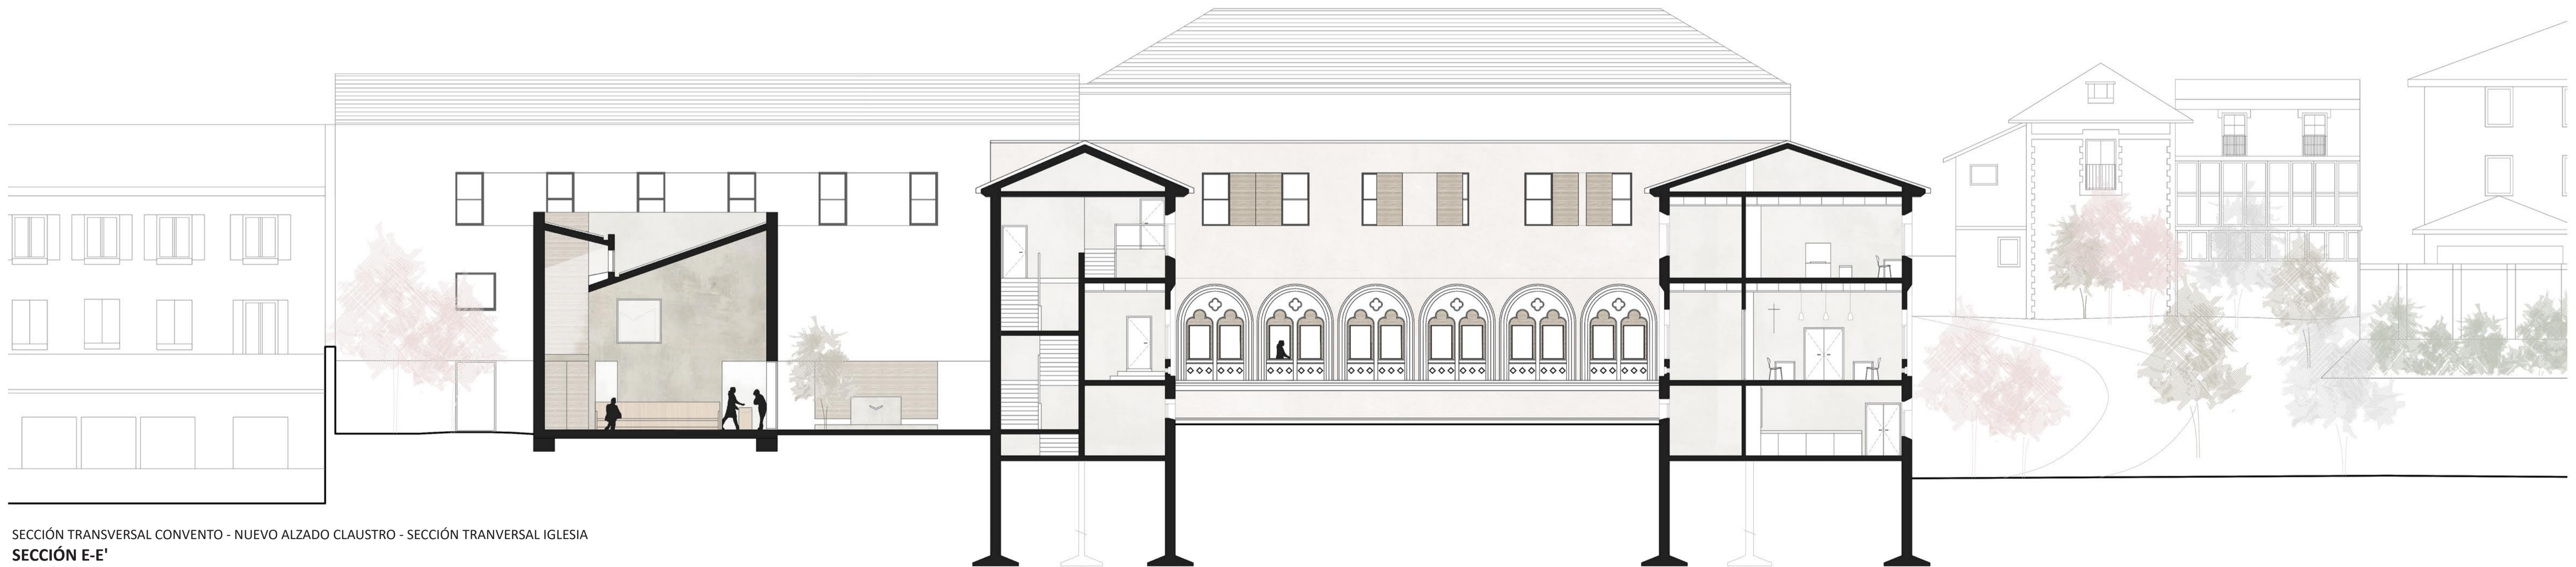 SECCIÓN TRANSVERSAL CONVENTO - NUEVO ALZADO CLAUSTRO - SECCIÓN TRANVERSAL IGLESIA
SECCIÓN E-E'